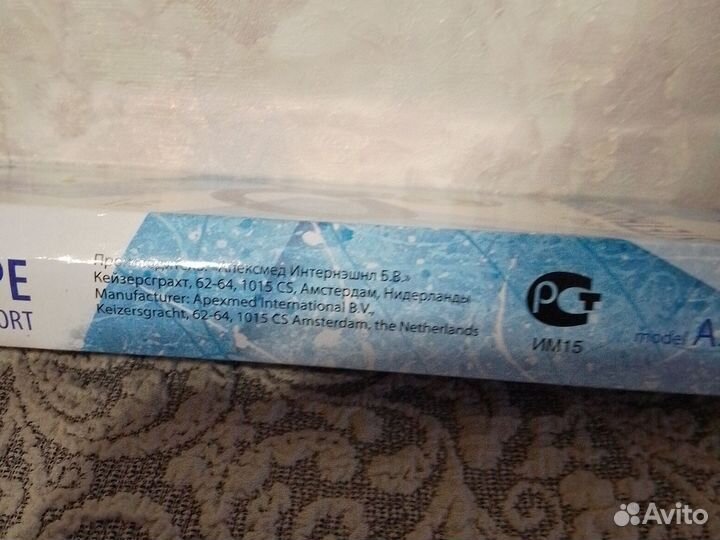 PE
ORT
Производитель: «Апексмед Интернэшнл Б.В.»
Кейзерсграхт, 62-64, 1015 CS, Амстердам, Нидерланды
Manufacturer: Apexmed International B.V.,
Keizersgracht, 62-64, 1015 CS Amsterdam, the Netherlands
РСТ
ИМ15
model A
Avito